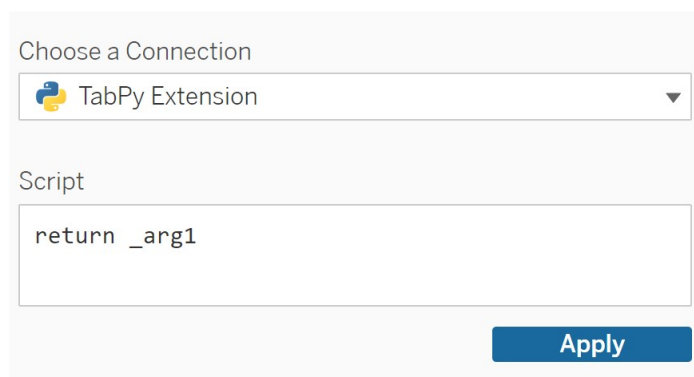 Choose a Connection
TabPy Extension
Script
return _arg1
Apply